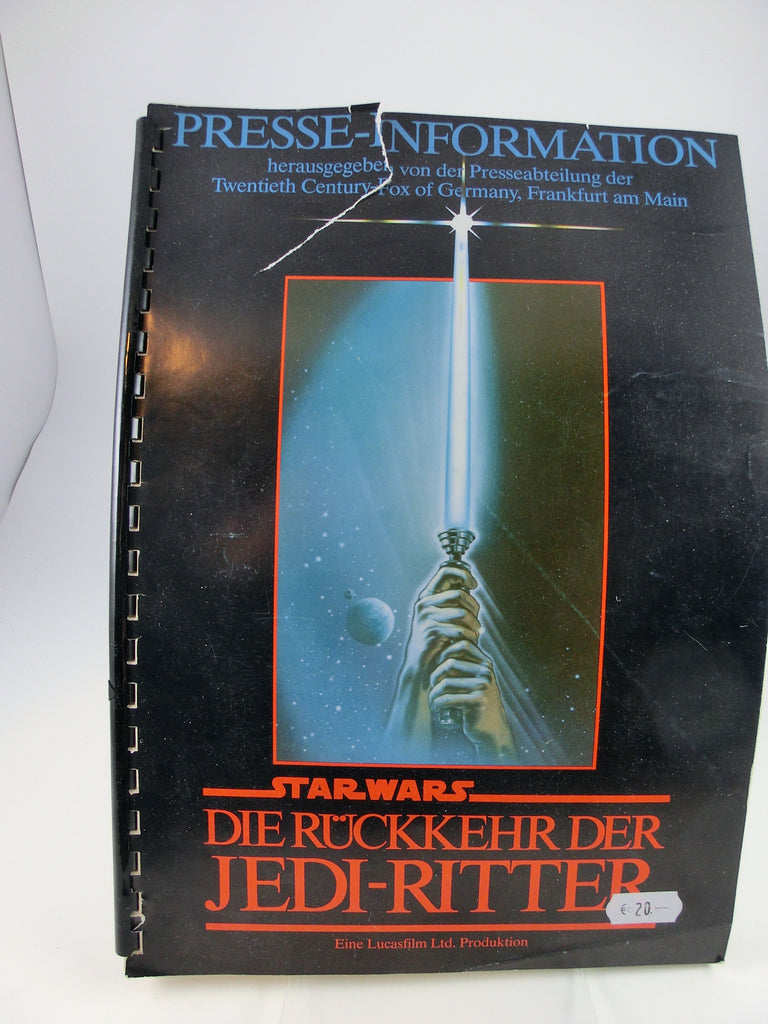 PRESSE-INFORMATION
herausgegeben von der Presseabteilung der
Twentieth Century-Fox of Germany, Frankfurt am Main
STAR WARS
DIE RÜCKKEHR DER
JEDI-RITTER
€ 20.--
Eine Lucasfilm Ltd. Produktion